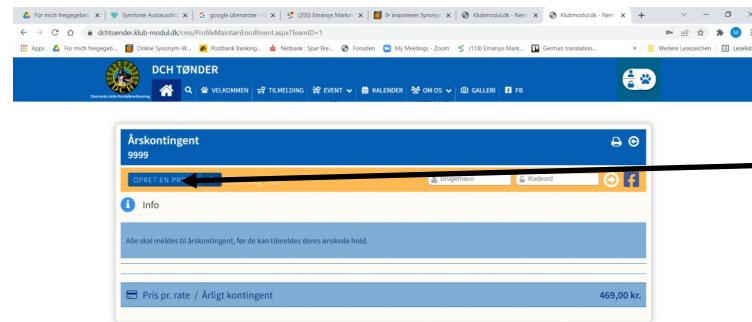 Für mich freigegeben
Symfonie Austauschst
google übersetzer - G
(200) Emarsys Market
inspirieren Synonym
Klubmodul.dk - Nem
Klubmodul.dk - Nem
dchtoender.klub-modul.dk/cms/ProfileMaintainEnrollment.aspx?TeamID=1
Apps
Für mich freigegeb...
Online Synonym-W...
Postbank Banking...
Netbank : Spar Bre...
Forsiden
My Meetings - Zoom
(118) Emarsys Mark...
German translation...
»
Weitere Lesezeichen
Leseliste
DCH TØNDER
VELKOMMEN
TILMELDING
EVENT
KALENDER
OM OS
GALLERI
FB
Årskontingent
9999
OPRET EN PR
Brugernavn
Kodeord
Info
Alle skal meldes til årskontingent, før de kan tilmeldes deres ønskede hold.
Pris pr. rate / Årligt kontingent 469,00 kr.